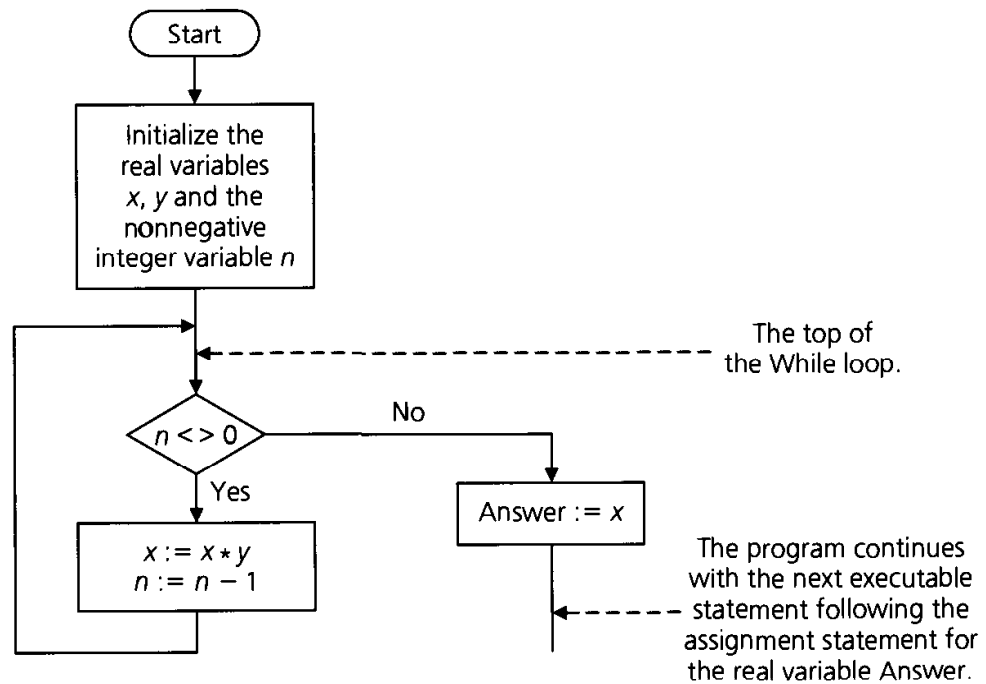 Start
Initialize the
real variables
x, y and the
nonnegative
integer variable n
The top of
the While loop.
n <> 0
No
Yes
x := x * y
n := n − 1
Answer := x
The program continues
with the next executable
statement following the
assignment statement for
the real variable Answer.